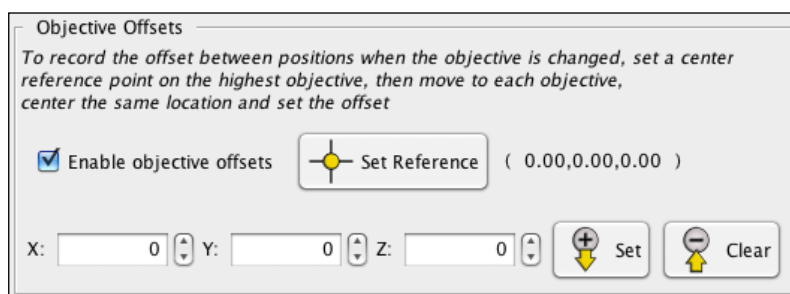 Objective Offsets
To record the offset between positions when the objective is changed, set a center
reference point on the highest objective, then move to each objective,
center the same location and set the offset
Enable objective offsets Set Reference ( 0.00,0.00,0.00 )
X: 0 Y: 0 Z: 0 Set Clear